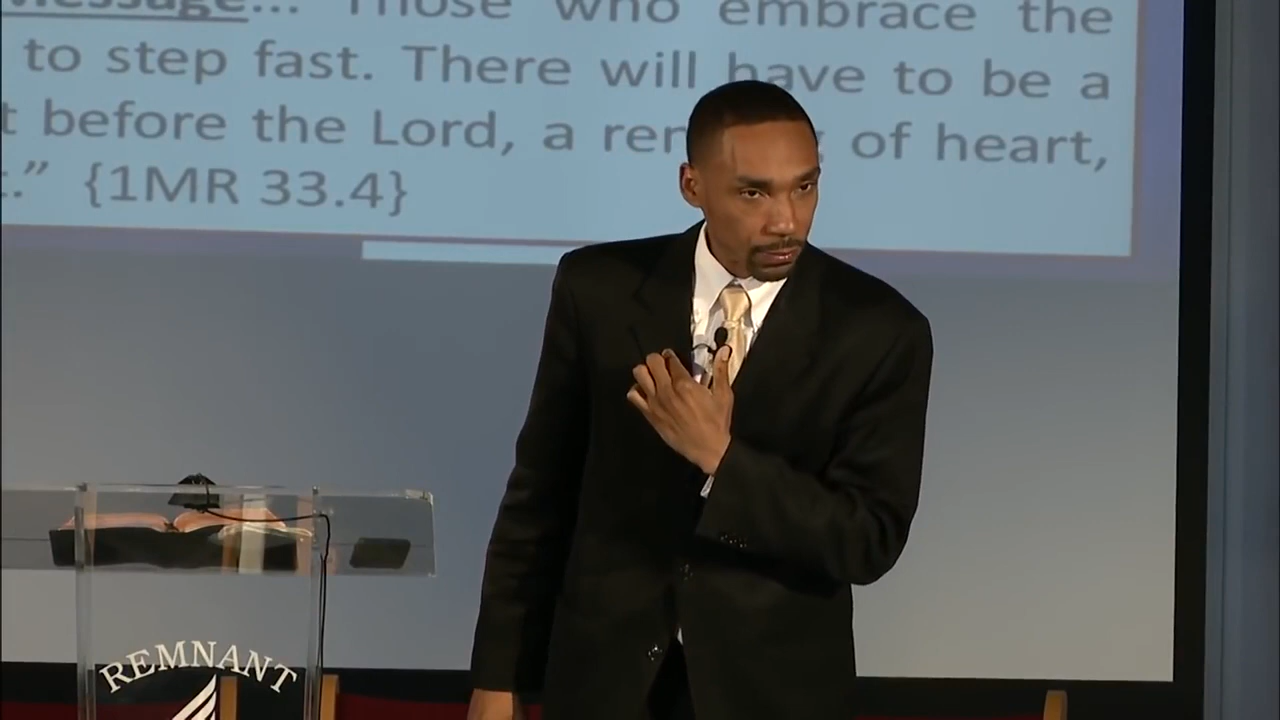 Message... Those who embrace the
to step fast. There will have to be a
before the Lord, a of heart,
.” {1MR 33.4}
REMNANT